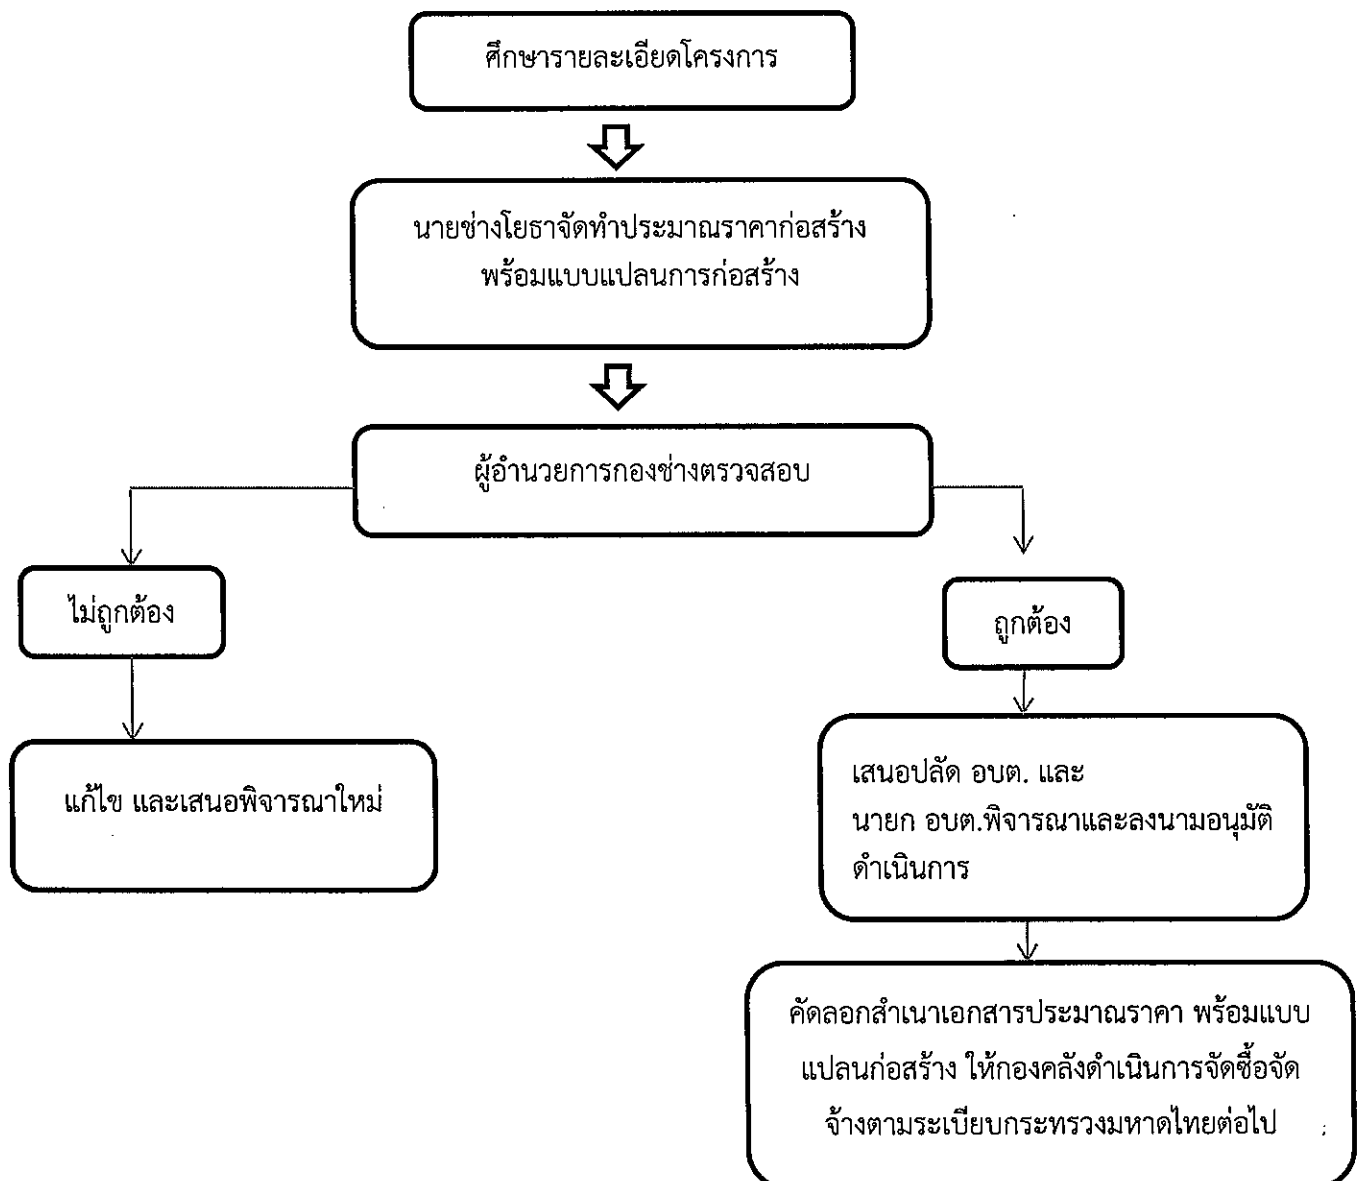 ศึกษารายละเอียดโครงการ
นายช่างโยธาจัดทำประมาณราคาก่อสร้าง
พร้อมแบบแปลนการก่อสร้าง
ผู้อำนวยการกองช่างตรวจสอบ
ไม่ถูกต้อง
ถูกต้อง
แก้ไข และเสนอพิจารณาใหม่
เสนอปลัด อบต. และ
นายก อบต.พิจารณาและลงนามอนุมัติ
ดำเนินการ
คัดลอกสำเนาเอกสารประมาณราคา พร้อมแบบ
แปลนก่อสร้าง ให้กองคลังดำเนินการจัดซื้อจัด
จ้างตามระเบียบกระทรวงมหาดไทยต่อไป